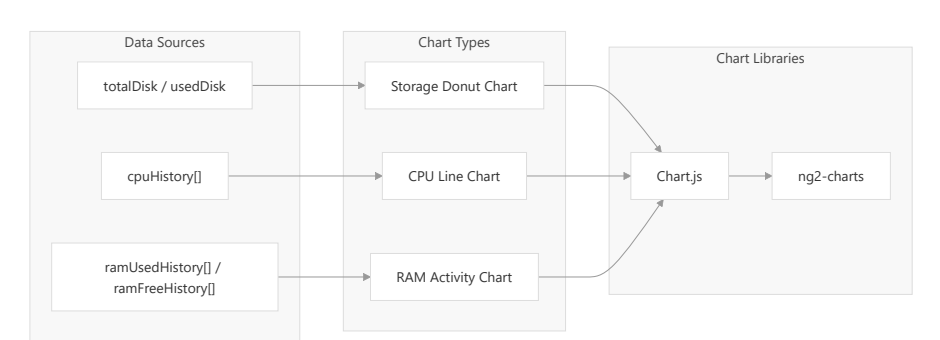 Data Sources
totalDisk / usedDisk
cpuHistory[]
ramUsedHistory[] /
ramFreeHistory[]
Chart Types
Storage Donut Chart
CPU Line Chart
RAM Activity Chart
Chart Libraries
Chart.js
ng2-charts